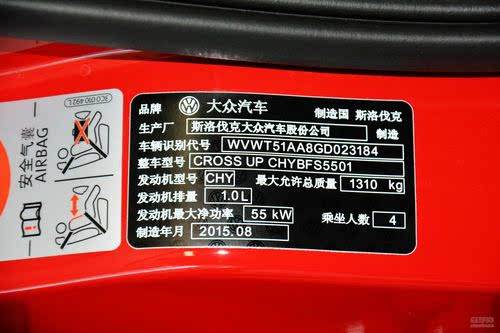 3C0 010 492 L
安全气囊
AIRBAG
品牌 大众汽车 制造国 斯洛伐克
生产厂 斯洛伐克大众汽车股份公司 制造
车辆识别代号 WVWT51AA8GD023184
整车型号 CROSS UP CHYBFS5501
发动机型号 CHY 最大允许总质量 1310 kg
发动机排量 1.0L
发动机最大净功率 55 kW 乘坐人数 4
制造年月 2015.08